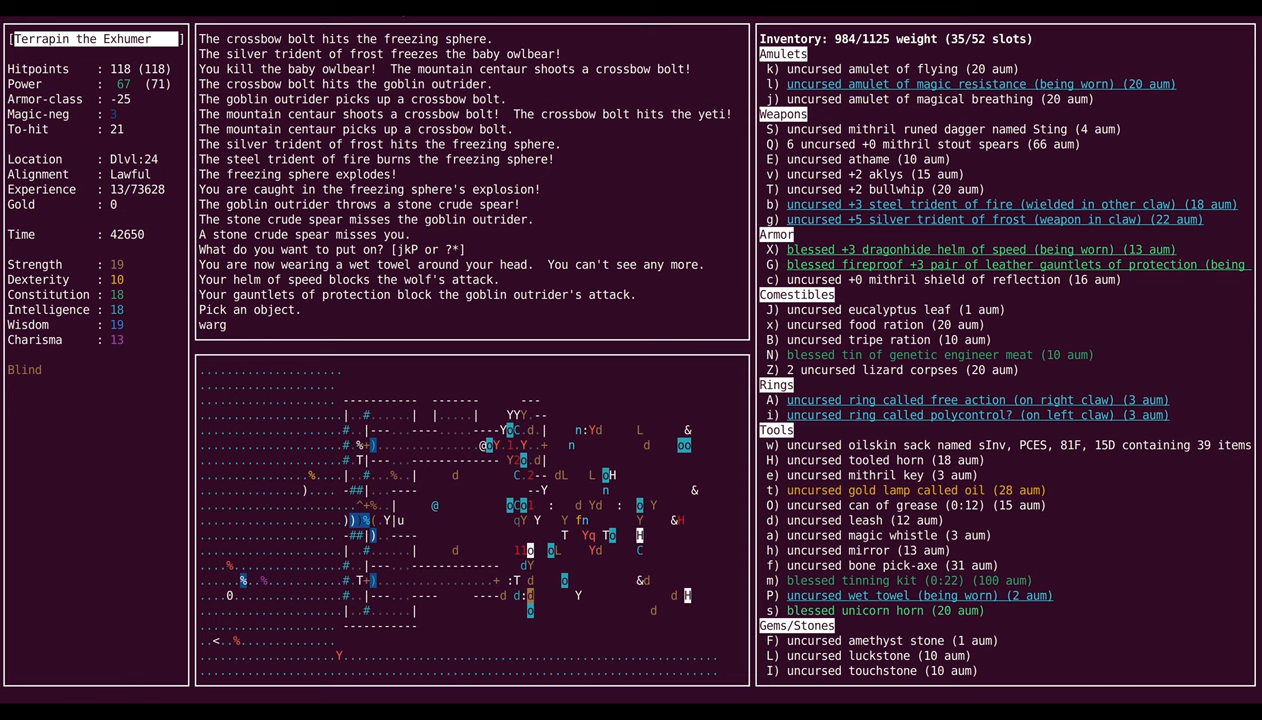 [Terrapin the Exhumer ]
Hitpoints : 118 (118)
Power : 67 (71)
Armor-class : -25
Magic-neg : 3
To-hit : 21
Location : Dlvl:24
Alignment : Lawful
Experience : 13/73628
Gold : 0
Time : 42650
Strength : 19
Dexterity : 10
Constitution : 18
Intelligence : 18
Wisdom : 19
Charisma : 13
Blind
The crossbow bolt hits the freezing sphere.
The silver trident of frost freezes the baby owlbear!
You kill the baby owlbear!  The mountain centaur shoots a crossbow bolt!
The crossbow bolt hits the goblin outrider.
The goblin outrider picks up a crossbow bolt.
The mountain centaur shoots a crossbow bolt!  The crossbow bolt hits the yeti!
The mountain centaur picks up a crossbow bolt.
The silver trident of frost hits the freezing sphere.
The steel trident of fire burns the freezing sphere!
The freezing sphere explodes!
You are caught in the freezing sphere's explosion!
The goblin outrider throws a stone crude spear!
The stone crude spear misses the goblin outrider.
A stone crude spear misses you.
What do you want to put on? [jkP or ?*]
You are now wearing a wet towel around your head.  You can't see any more.
Your helm of speed blocks the wolf's attack.
Your gauntlets of protection block the goblin outrider's attack.
Pick an object.
warg
Inventory: 984/1125 weight (35/52 slots)
Amulets
k) uncursed amulet of flying (20 aum)
l) uncursed amulet of magic resistance (being worn) (20 aum)
j) uncursed amulet of magical breathing (20 aum)
Weapons
S) uncursed mithril runed dagger named Sting (4 aum)
Q) 6 uncursed +0 mithril stout spears (66 aum)
E) uncursed athame (10 aum)
v) uncursed +2 aklys (15 aum)
T) uncursed +2 bullwhip (20 aum)
b) uncursed +3 steel trident of fire (wielded in other claw) (18 aum)
g) uncursed +5 silver trident of frost (weapon in claw) (22 aum)
Armor
X) blessed +3 dragonhide helm of speed (being worn) (13 aum)
G) blessed fireproof +3 pair of leather gauntlets of protection (being
c) uncursed +0 mithril shield of reflection (16 aum)
Comestibles
J) uncursed eucalyptus leaf (1 aum)
x) uncursed food ration (20 aum)
B) uncursed tripe ration (10 aum)
N) blessed tin of genetic engineer meat (10 aum)
Z) 2 uncursed lizard corpses (20 aum)
Rings
A) uncursed ring called free action (on right claw) (3 aum)
i) uncursed ring called polycontrol? (on left claw) (3 aum)
Tools
w) uncursed oilskin sack named sInv, PCES, 81F, 15D containing 39 items
H) uncursed tooled horn (18 aum)
e) uncursed mithril key (3 aum)
t) uncursed gold lamp called oil (28 aum)
O) uncursed can of grease (0:12) (15 aum)
d) uncursed leash (12 aum)
a) uncursed magic whistle (3 aum)
h) uncursed mirror (13 aum)
f) uncursed bone pick-axe (31 aum)
m) blessed tinning kit (0:22) (100 aum)
P) uncursed wet towel (being worn) (2 aum)
s) blessed unicorn horn (20 aum)
Gems/Stones
F) uncursed amethyst stone (1 aum)
L) uncursed luckstone (10 aum)
I) uncursed touchstone (10 aum)